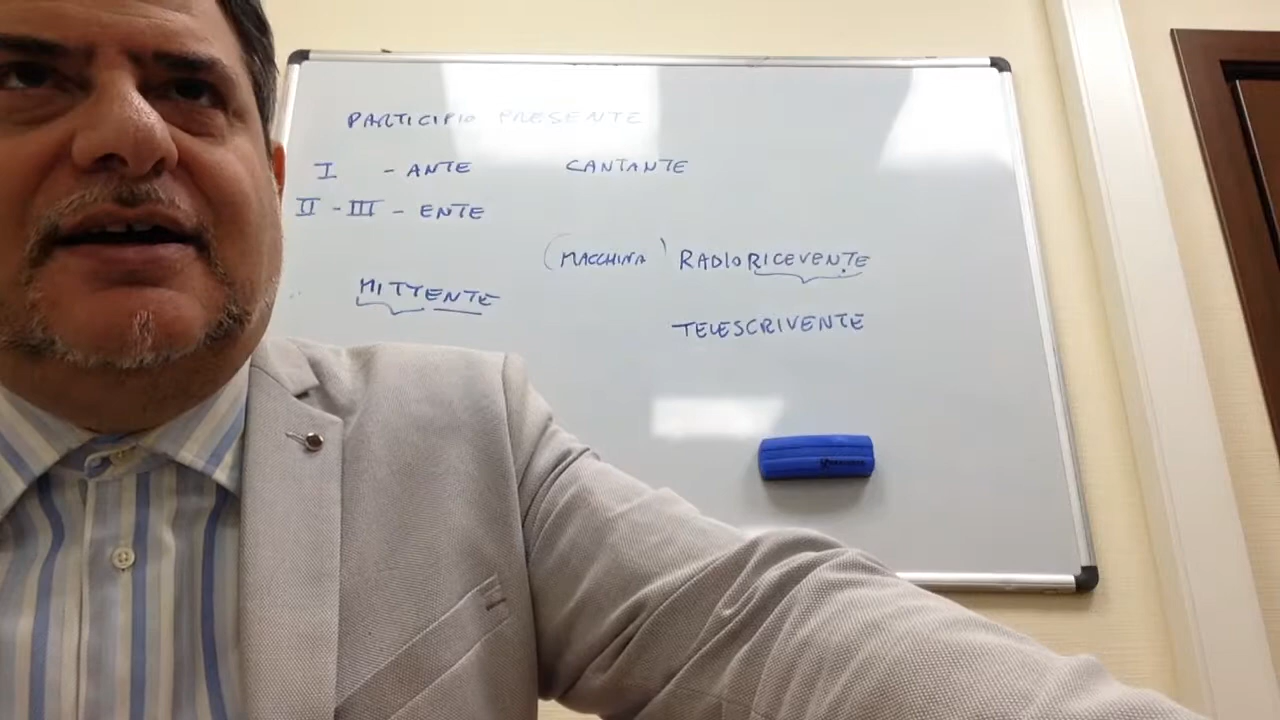 PARTICIPIO PRESENTE
I - ANTE CANTANTE
II - III - ENTE
(MACCHINA) RADIORICEVENTE
MITTENTE
TELESCRIVENTE